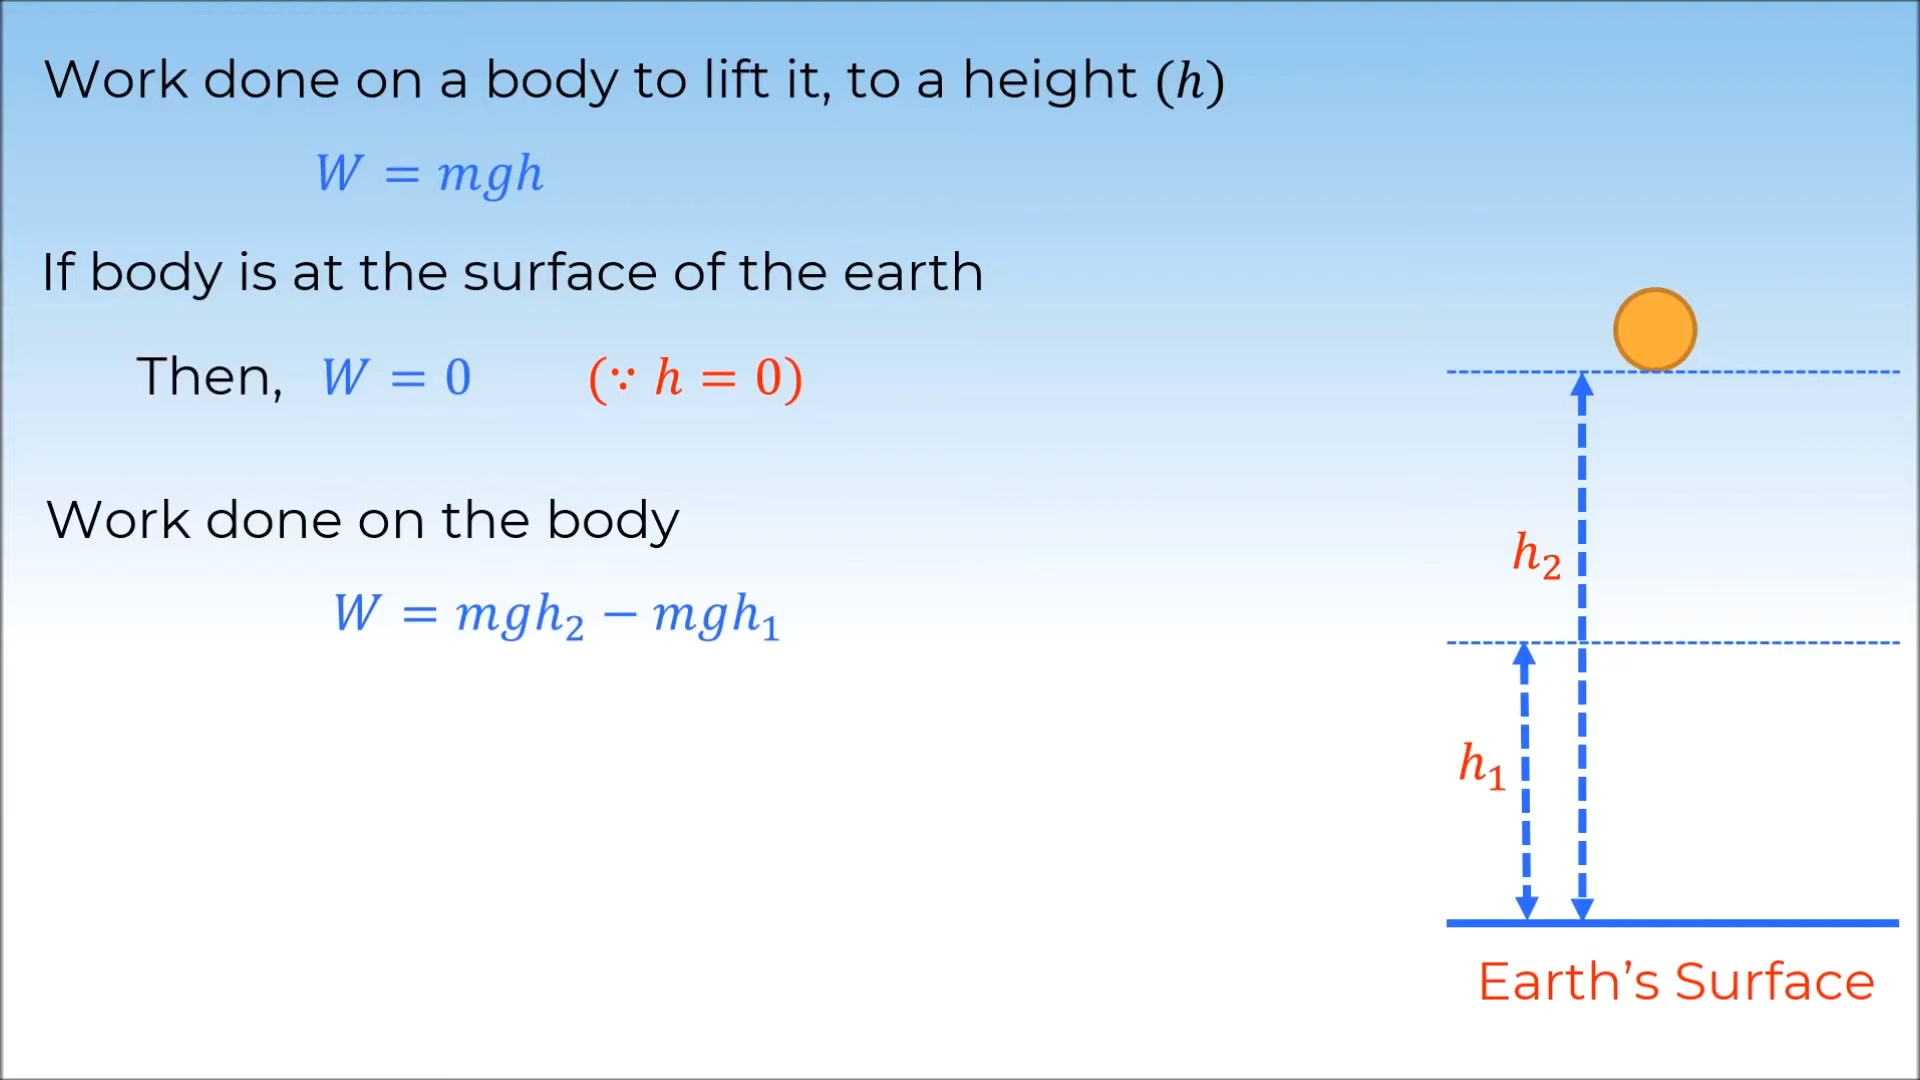 Work done on a body to lift it, to a height (h)
W = mgh
If body is at the surface of the earth
Then, W = 0 (∵ h = 0)
Work done on the body
W = mgh₂ − mgh₁
h₂
h₁
Earth’s Surface